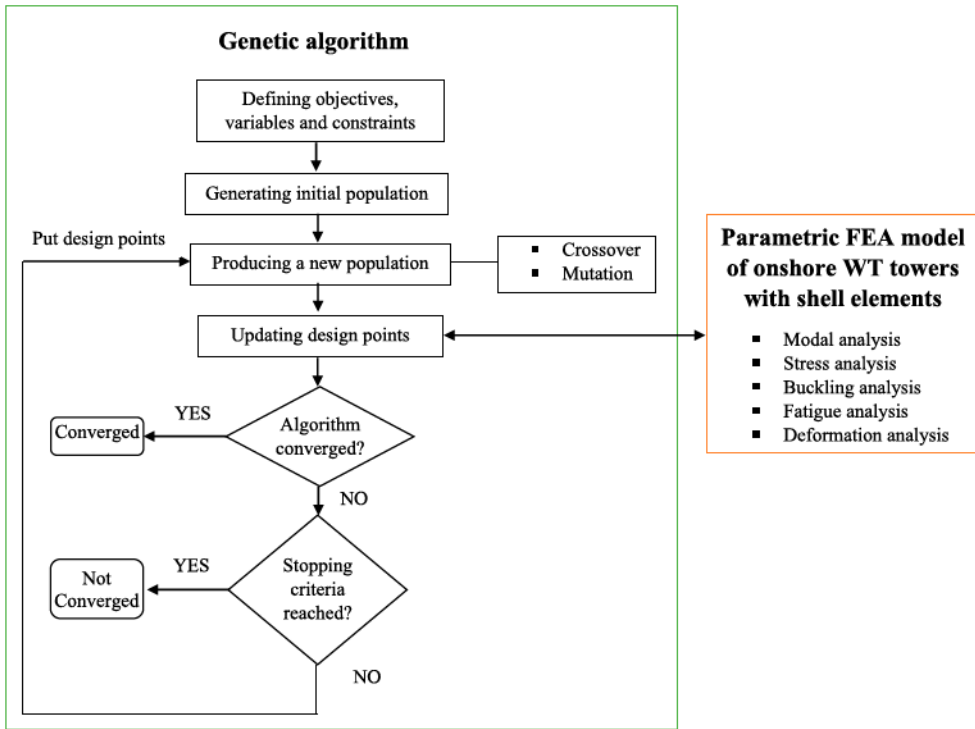 Genetic algorithm
Defining objectives,
variables and constraints
Generating initial population
Put design points
Producing a new population
▪ Crossover
▪ Mutation
Updating design points
Parametric FEA model
of onshore WT towers
with shell elements
▪ Modal analysis
▪ Stress analysis
▪ Buckling analysis
▪ Fatigue analysis
▪ Deformation analysis
YES
Converged
Algorithm
converged?
NO
YES
Not
Converged
Stopping
criteria
reached?
NO